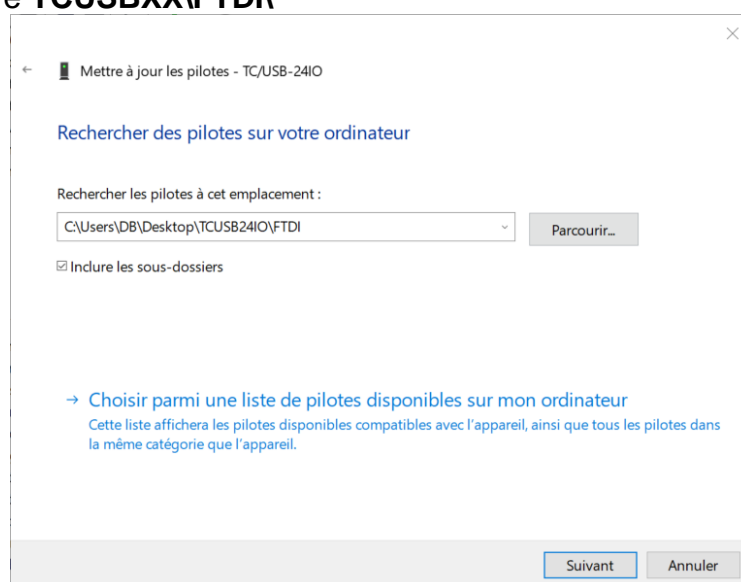 e TCUSBXX\FTDI\
Mettre à jour les pilotes - TC/USB-24IO
Rechercher des pilotes sur votre ordinateur
Rechercher les pilotes à cet emplacement :
C:\Users\DB\Desktop\TCUSB24IO\FTDI
Parcourir...
Inclure les sous-dossiers
→ Choisir parmi une liste de pilotes disponibles sur mon ordinateur
Cette liste affichera les pilotes disponibles compatibles avec l'appareil, ainsi que tous les pilotes dans
la même catégorie que l'appareil.
Suivant
Annuler